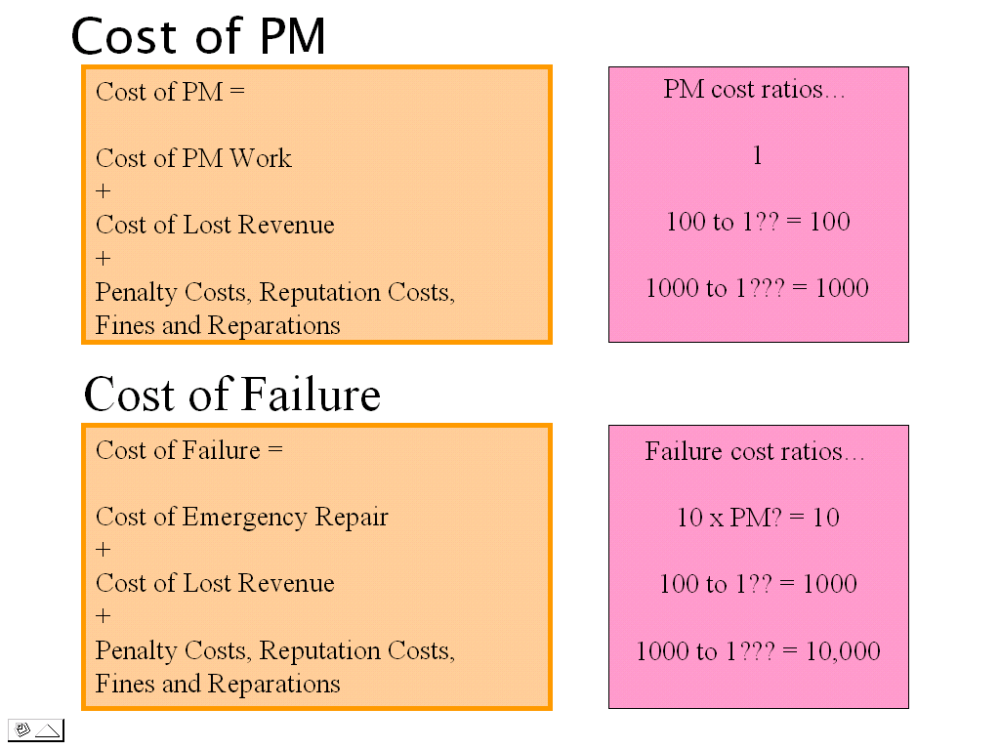 Cost of PM
Cost of PM =
Cost of PM Work
+
Cost of Lost Revenue
+
Penalty Costs, Reputation Costs,
Fines and Reparations
PM cost ratios…
1
100 to 1?? = 100
1000 to 1??? = 1000
Cost of Failure
Cost of Failure =
Cost of Emergency Repair
+
Cost of Lost Revenue
+
Penalty Costs, Reputation Costs,
Fines and Reparations
Failure cost ratios…
10 x PM? = 10
100 to 1?? = 1000
1000 to 1??? = 10,000